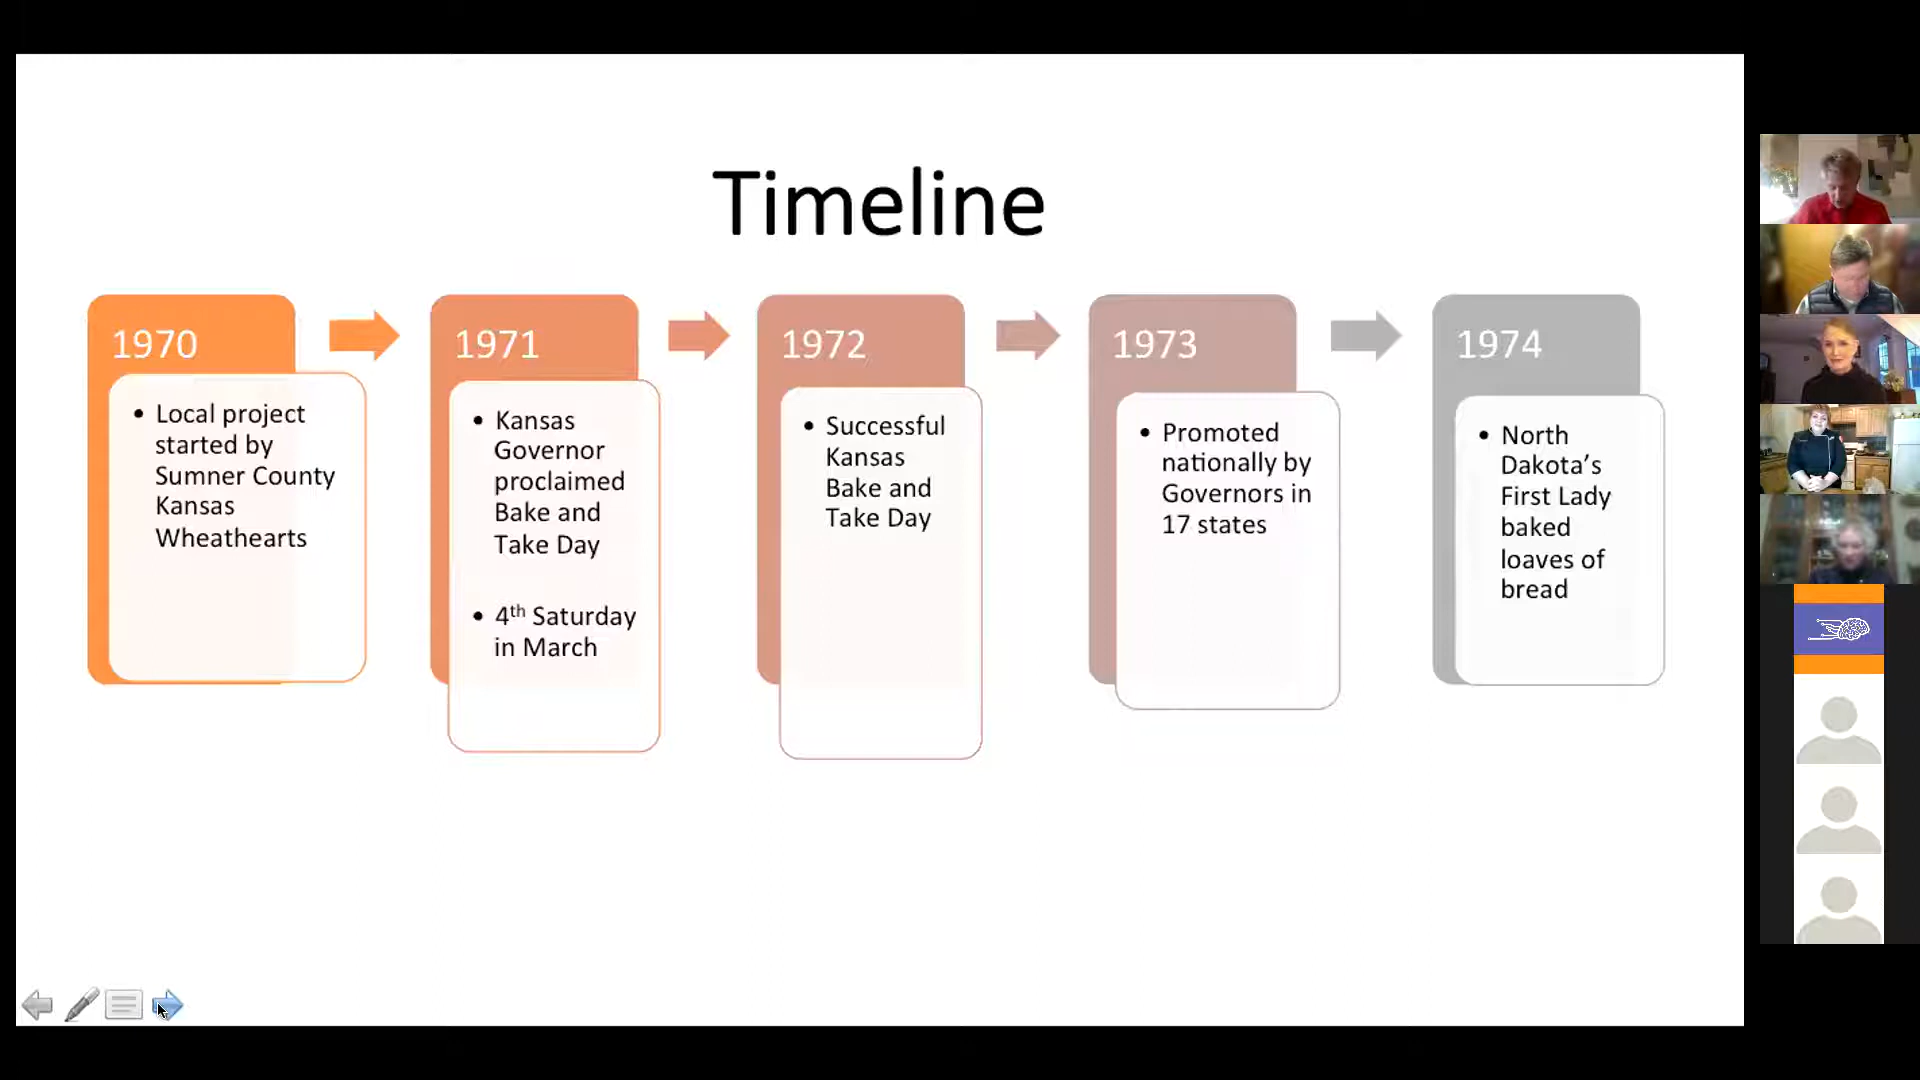 Timeline
1970
• Local project
started by
Sumner County
Kansas
Wheathearts
1971
• Kansas
Governor
proclaimed
Bake and
Take Day
• 4th Saturday
in March
1972
• Successful
Kansas
Bake and
Take Day
1973
• Promoted
nationally by
Governors in
17 states
1974
• North
Dakota’s
First Lady
baked
loaves of
bread